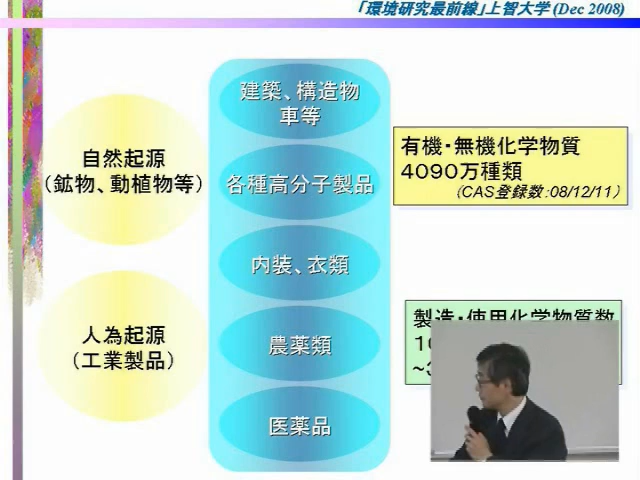 「環境研究最前線」上智大学 (Dec 2008)
自然起源
（鉱物、動植物等）
人為起源
（工業製品）
建築、構造物
車等
各種高分子製品
内装、衣類
農薬類
医薬品
有機・無機化学物質
4090万種類
(CAS登録数:08/12/11)
製造・使用化学物質数